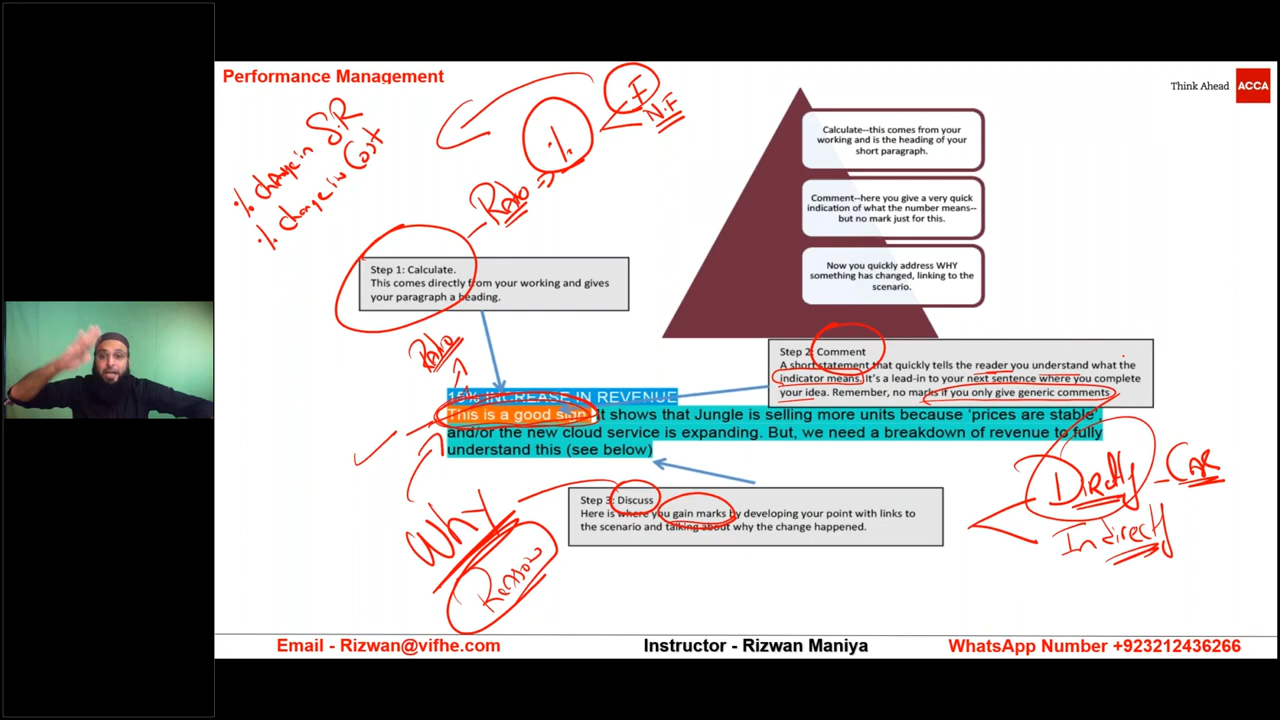 Performance Management
Think Ahead
ACCA
% change in S.R
% change in Cost
%
F
N.F
Ratio
Calculate--this comes from your
working and is the heading of your
short paragraph.
Comment--here you give a very quick
indication of what the number means--
but no mark just for this.
Now you quickly address WHY
something has changed, linking to the
scenario.
Step 1: Calculate.
This comes directly from your working and gives
your paragraph a heading.
Ratio
Step 2: Comment
A short statement that quickly tells the reader you understand what the
indicator means. It's a lead-in to your next sentence where you complete
your idea. Remember, no marks if you only give generic comments
15% INCREASE IN REVENUE
This is a good sign. It shows that Jungle is selling more units because 'prices are stable'.
and/or the new cloud service is expanding. But, we need a breakdown of revenue to fully
understand this (see below)
Directly - CAR
Indirectly
Step 3: Discuss
Here is where you gain marks by developing your point with links to
the scenario and talking about why the change happened.
Why
Reason
Email - Rizwan@vifhe.com
Instructor - Rizwan Maniya
WhatsApp Number +923212436266